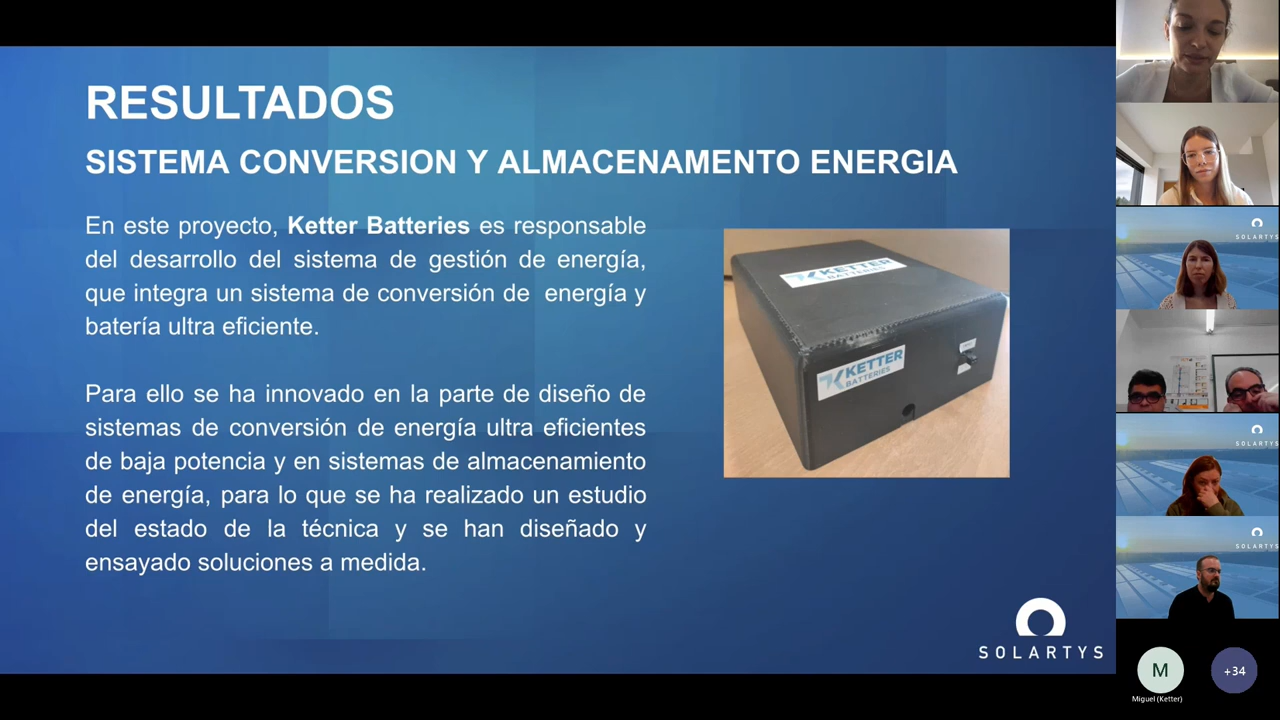 RESULTADOS
SISTEMA CONVERSION Y ALMACENAMENTO ENERGIA
En este proyecto, Ketter Batteries es responsable
del desarrollo del sistema de gestión de energía,
que integra un sistema de conversión de energía y
batería ultra eficiente.
Para ello se ha innovado en la parte de diseño de
sistemas de conversión de energía ultra eficientes
de baja potencia y en sistemas de almacenamiento
de energía, para lo que se ha realizado un estudio
del estado de la técnica y se han diseñado y
ensayado soluciones a medida.
KETTER
BATTERIES
KETTER
BATTERIES
SOLARTYS
SOLARTYS
SOLARTYS
SOLARTYS
M
+34
Miguel (Ketter)